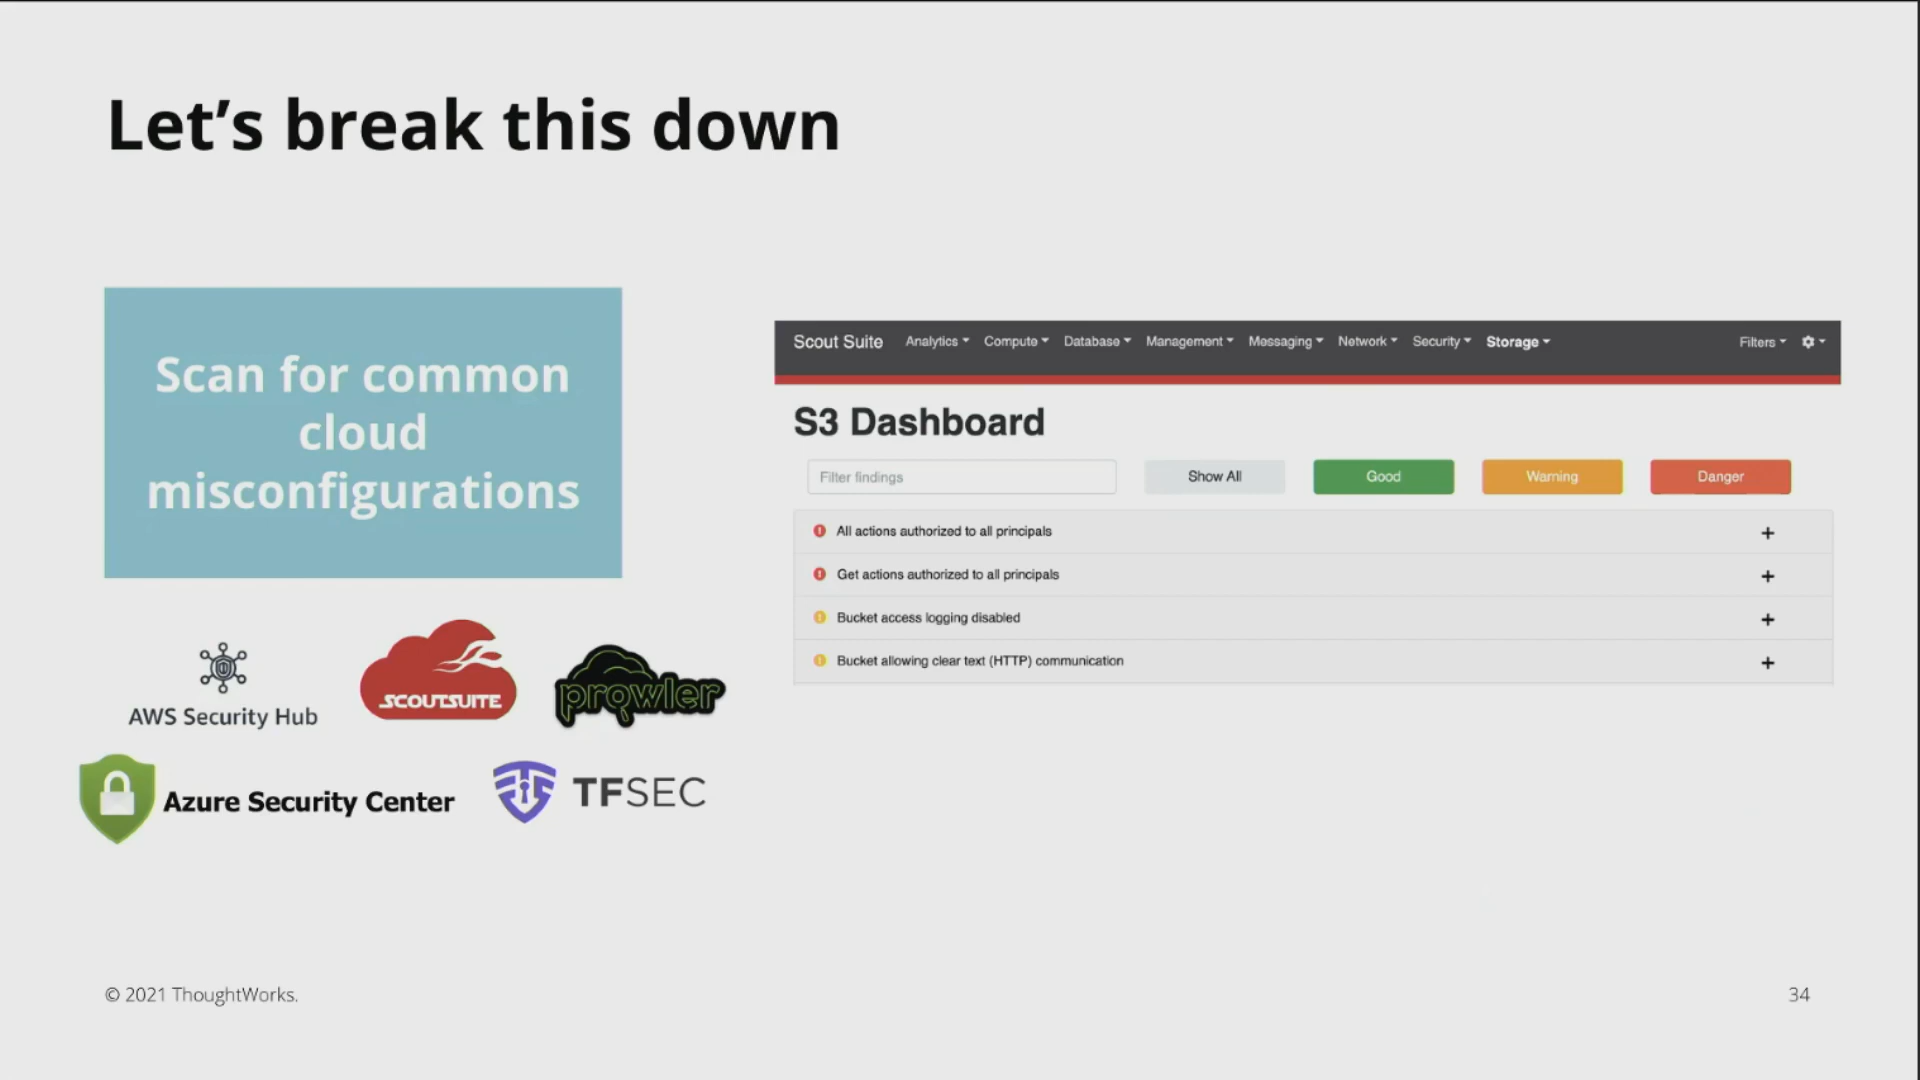 Let’s break this down
Scan for common
cloud
misconfigurations
AWS Security Hub
SCOUTSUITE
prowler
Azure Security Center
TFSEC
Scout Suite Analytics Compute Database Management Messaging Network Security Storage Filters
S3 Dashboard
Filter findings Show All Good Warning Danger
All actions authorized to all principals +
Get actions authorized to all principals +
Bucket access logging disabled +
Bucket allowing clear text (HTTP) communication +
© 2021 ThoughtWorks. 34